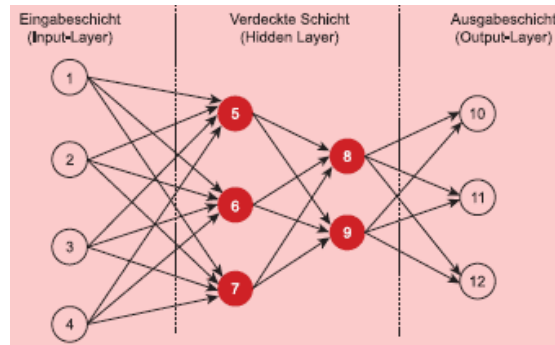 Eingabeschicht
(Input-Layer)
Verdeckte Schicht
(Hidden Layer)
Ausgabeschicht
(Output-Layer)
1
2
3
4
5
6
7
8
9
10
11
12